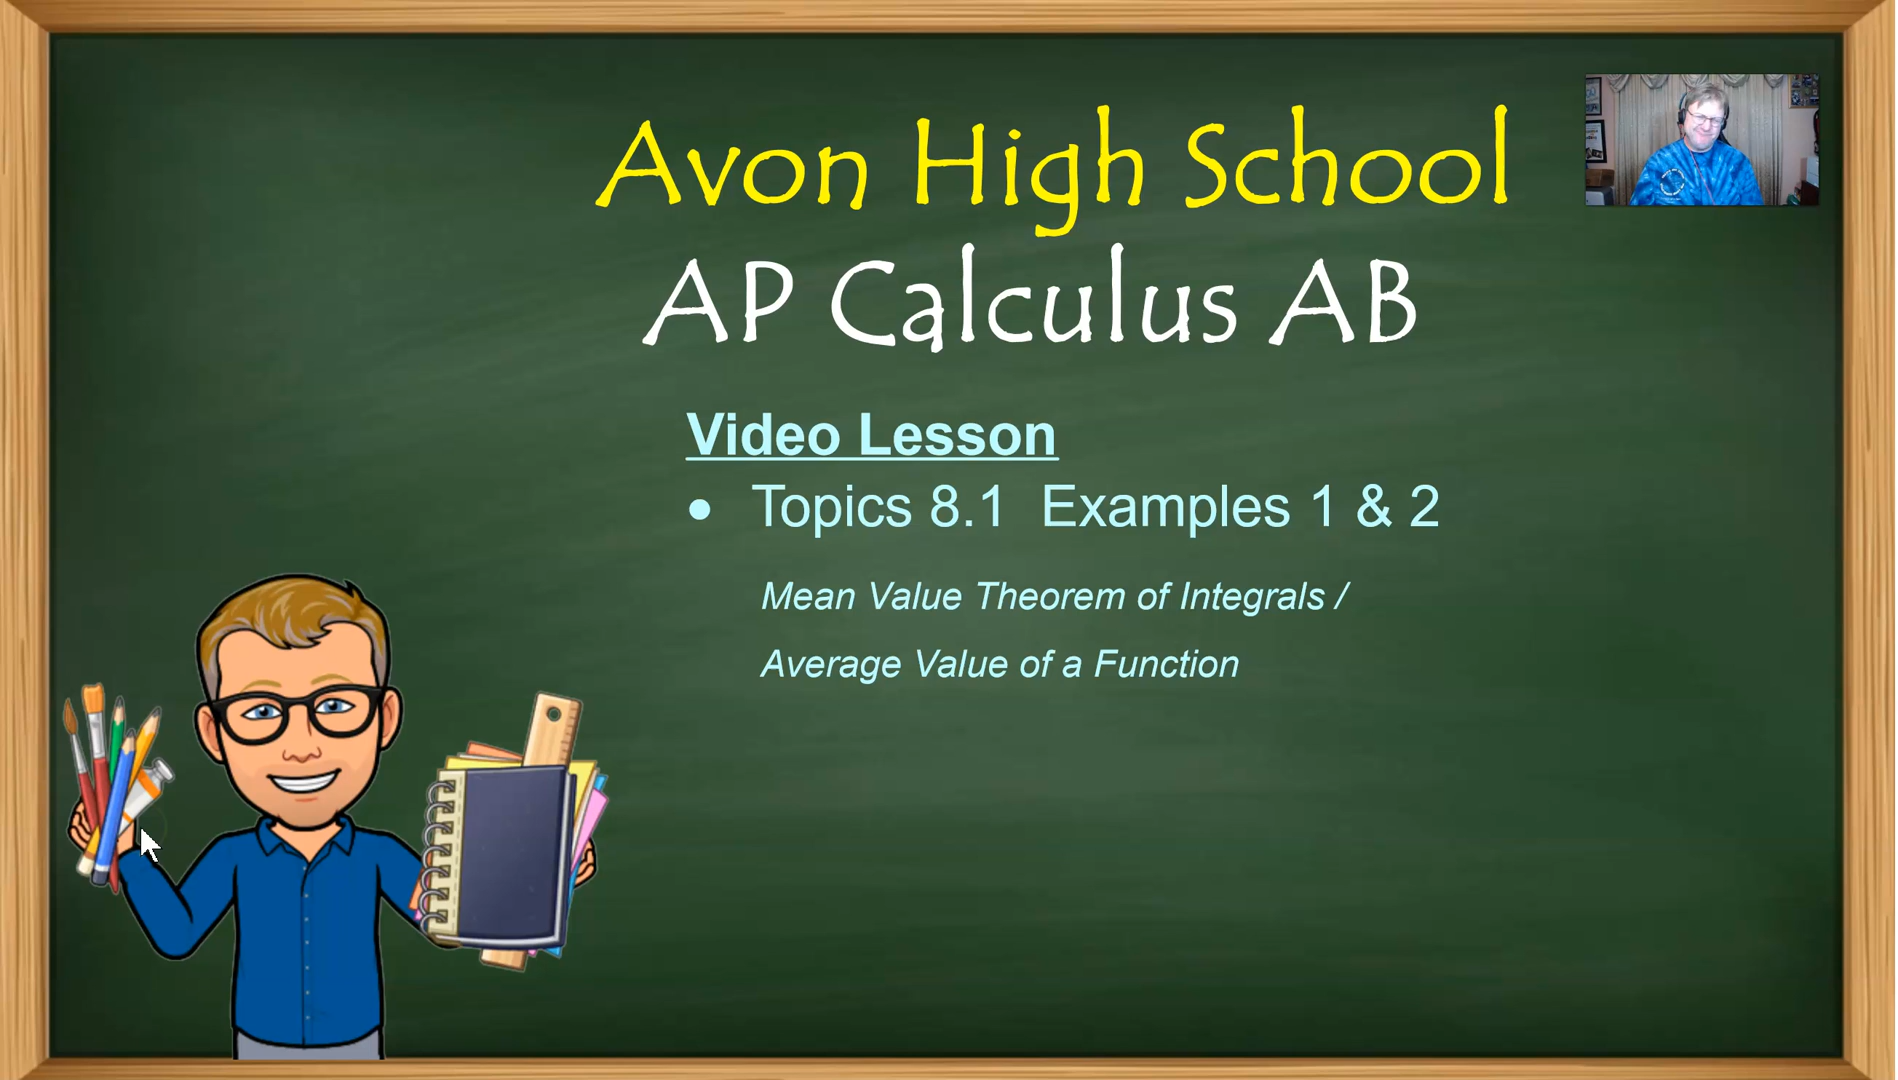 Avon High School
AP Calculus AB
Video Lesson
• Topics 8.1 Examples 1 & 2
Mean Value Theorem of Integrals /
Average Value of a Function